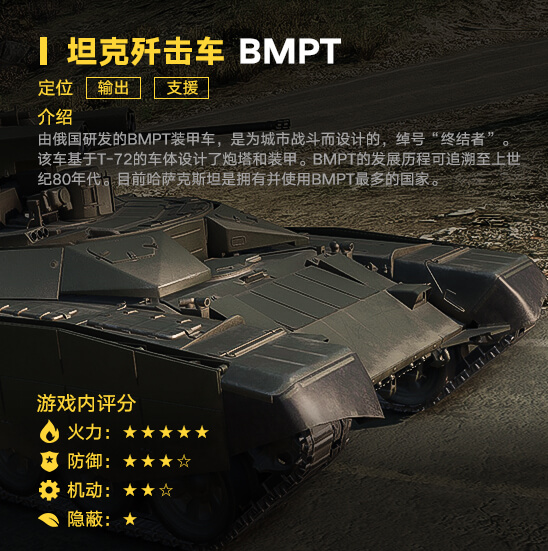 坦克歼击车 BMPT
定位 输出 支援
介绍
由俄国研发的BMPT装甲车，是为城市战斗而设计的，绰号“终结者”。
该车基于T-72的车体设计了炮塔和装甲。BMPT的发展历程可追溯至上世
纪80年代。目前哈萨克斯坦是拥有并使用BMPT最多的国家。
游戏内评分
火力：★★★★★
防御：★★★☆
机动：★★☆
隐蔽：★